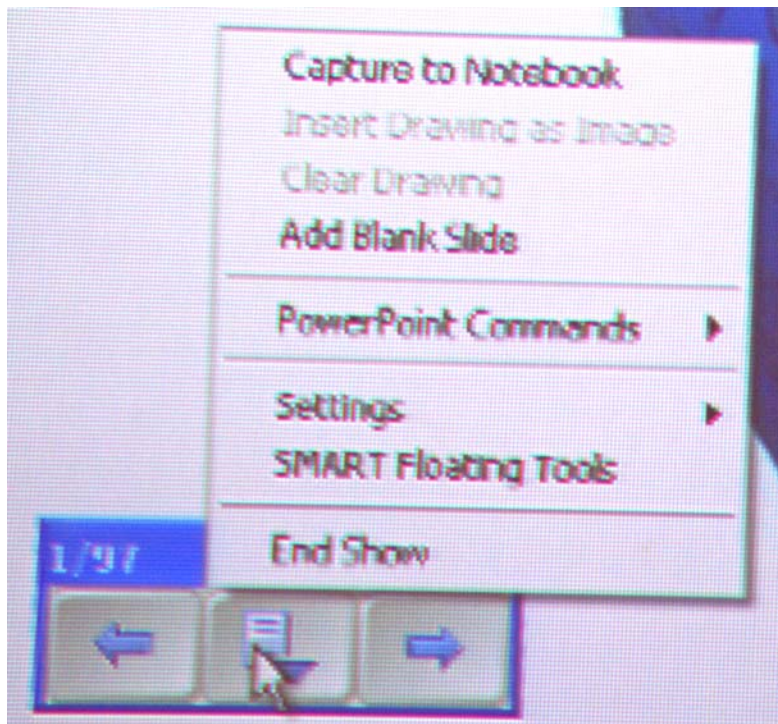 Capture to Notebook
Insert Drawing as Image
Clear Drawing
Add Blank Slide
PowerPoint Commands
Settings
SMART Floating Tools
End Show
1/97